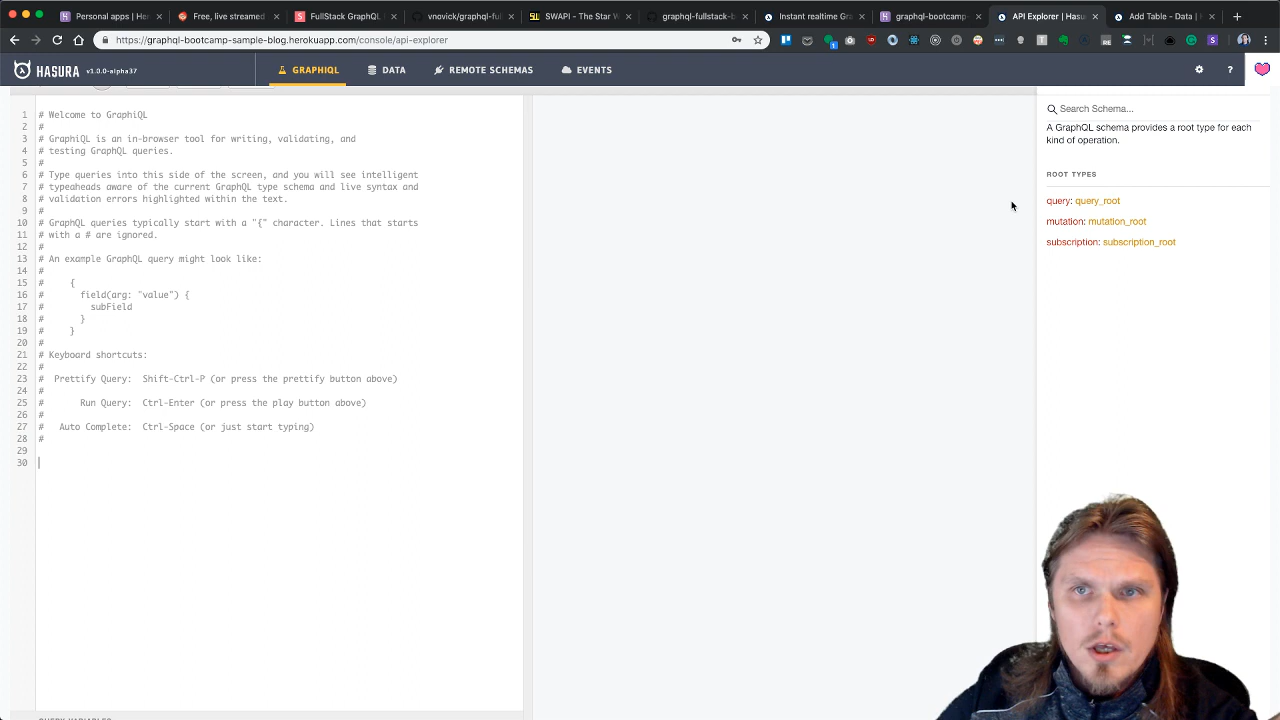 Personal apps | He
Free, live streamed
FullStack GraphQL
vnovick/graphql-ful
SWAPI - The Star W
graphql-fullstack-b
Instant realtime Gra
graphql-bootcamp-
API Explorer | Hasu
Add Table - Data | H
https://graphql-bootcamp-sample-blog.herokuapp.com/console/api-explorer
HASURA v1.0.0-alpha37
GRAPHIQL
DATA
REMOTE SCHEMAS
EVENTS
1 # Welcome to GraphiQL
2 #
3 # GraphiQL is an in-browser tool for writing, validating, and
4 # testing GraphQL queries.
5 #
6 # Type queries into this side of the screen, and you will see intelligent
7 # typeaheads aware of the current GraphQL type schema and live syntax and
8 # validation errors highlighted within the text.
9 #
10 # GraphQL queries typically start with a "{" character. Lines that starts
11 # with a # are ignored.
12 #
13 # An example GraphQL query might look like:
14 #
15 # {
16 # field(arg: "value") {
17 # subField
18 # }
19 # }
20 #
21 # Keyboard shortcuts:
22 #
23 # Prettify Query: Shift-Ctrl-P (or press the prettify button above)
24 #
25 # Run Query: Ctrl-Enter (or press the play button above)
26 #
27 # Auto Complete: Ctrl-Space (or just start typing)
28 #
29
30
Search Schema...
A GraphQL schema provides a root type for each
kind of operation.
ROOT TYPES
query: query_root
mutation: mutation_root
subscription: subscription_root